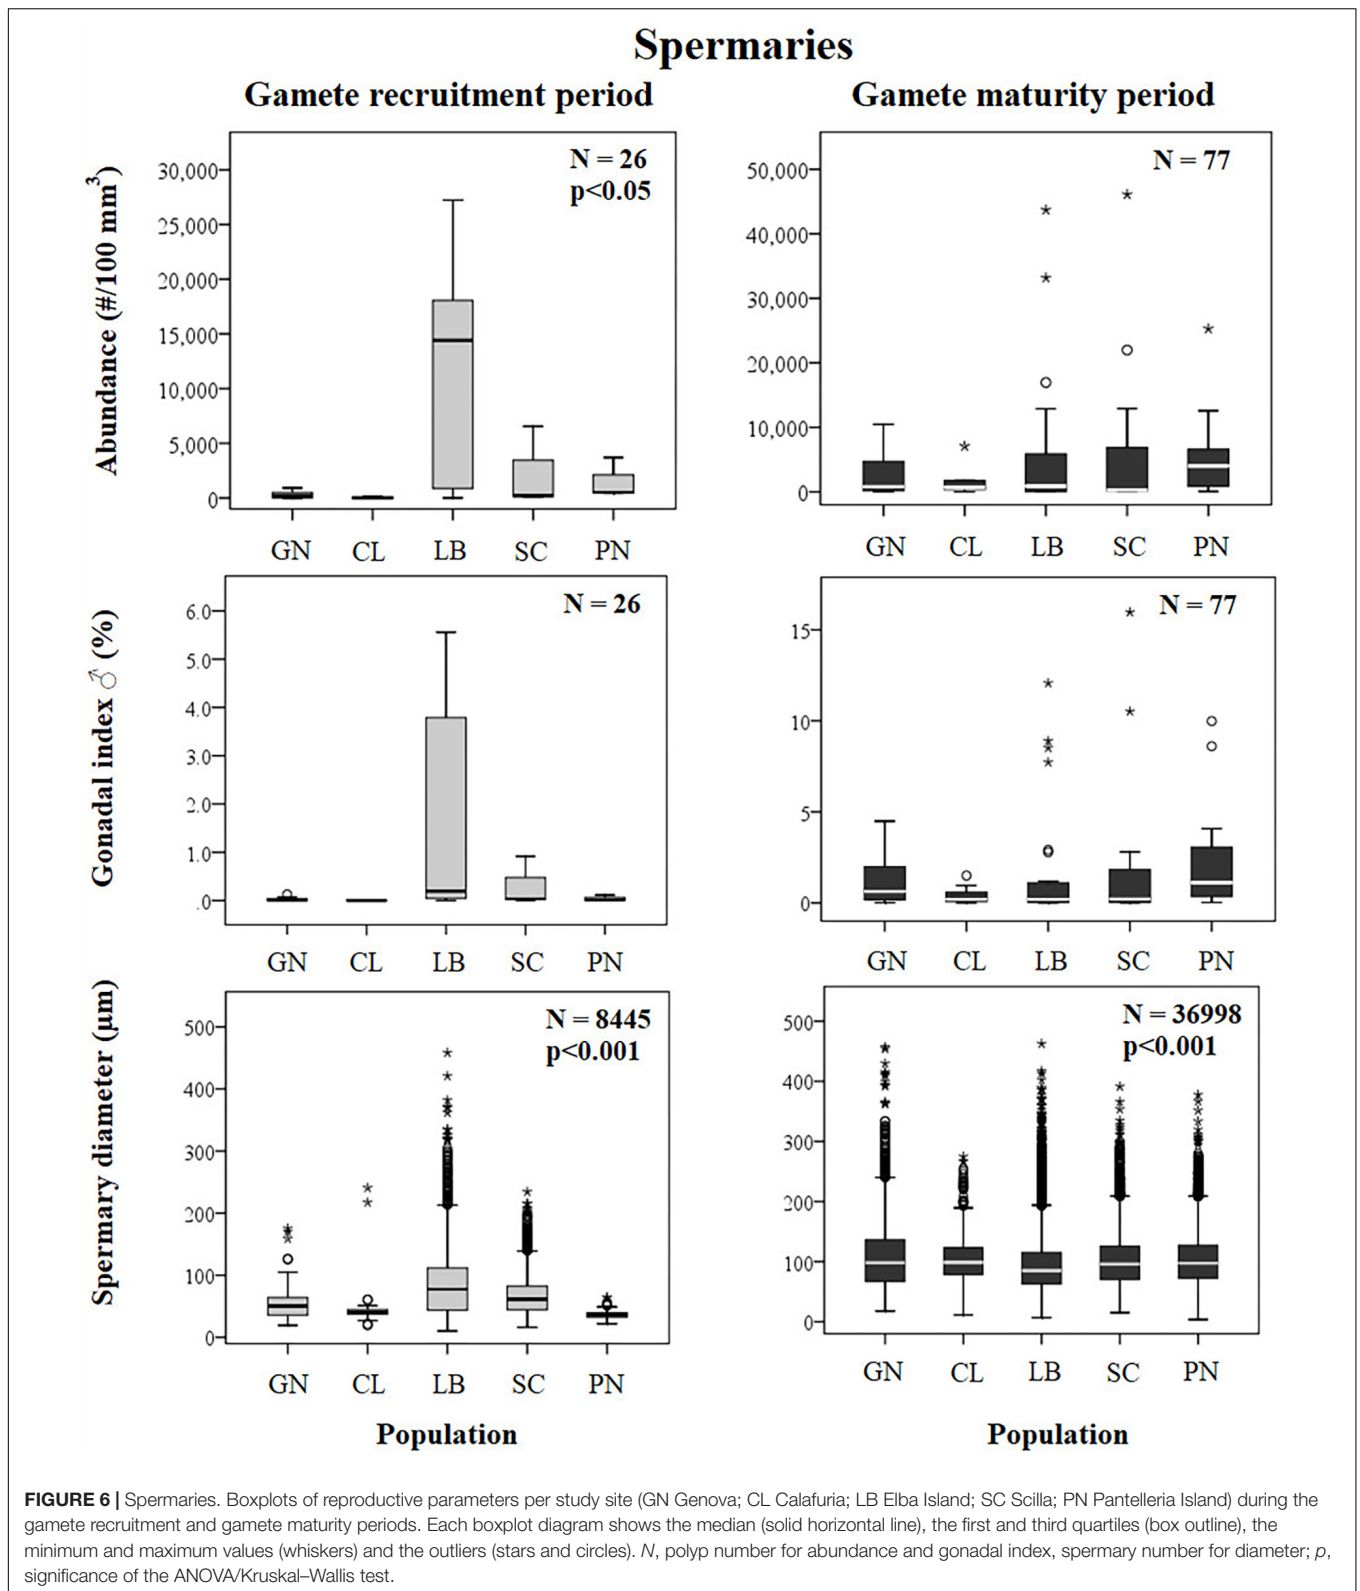 Spermaries
Gamete recruitment period
Gamete maturity period
Abundance (#/100 mm³)
30,000
25,000
20,000
15,000
10,000
5,000
0
N = 26
p<0.05
GN CL LB SC PN
50,000
40,000
30,000
20,000
10,000
0
N = 77
GN CL LB SC PN
Gonadal index ♂ (%)
6.0
5.0
4.0
3.0
2.0
1.0
.0
N = 26
GN CL LB SC PN
15
10
5
0
N = 77
GN CL LB SC PN
Spermary diameter (µm)
500
400
300
200
100
0
N = 8445
p<0.001
GN CL LB SC PN
Population
500
400
300
200
100
0
N = 36998
p<0.001
GN CL LB SC PN
Population
FIGURE 6 | Spermaries. Boxplots of reproductive parameters per study site (GN Genova; CL Calafuria; LB Elba Island; SC Scilla; PN Pantelleria Island) during the
gamete recruitment and gamete maturity periods. Each boxplot diagram shows the median (solid horizontal line), the first and third quartiles (box outline), the
minimum and maximum values (whiskers) and the outliers (stars and circles). N, polyp number for abundance and gonadal index, spermary number for diameter; p,
significance of the ANOVA/Kruskal–Wallis test.